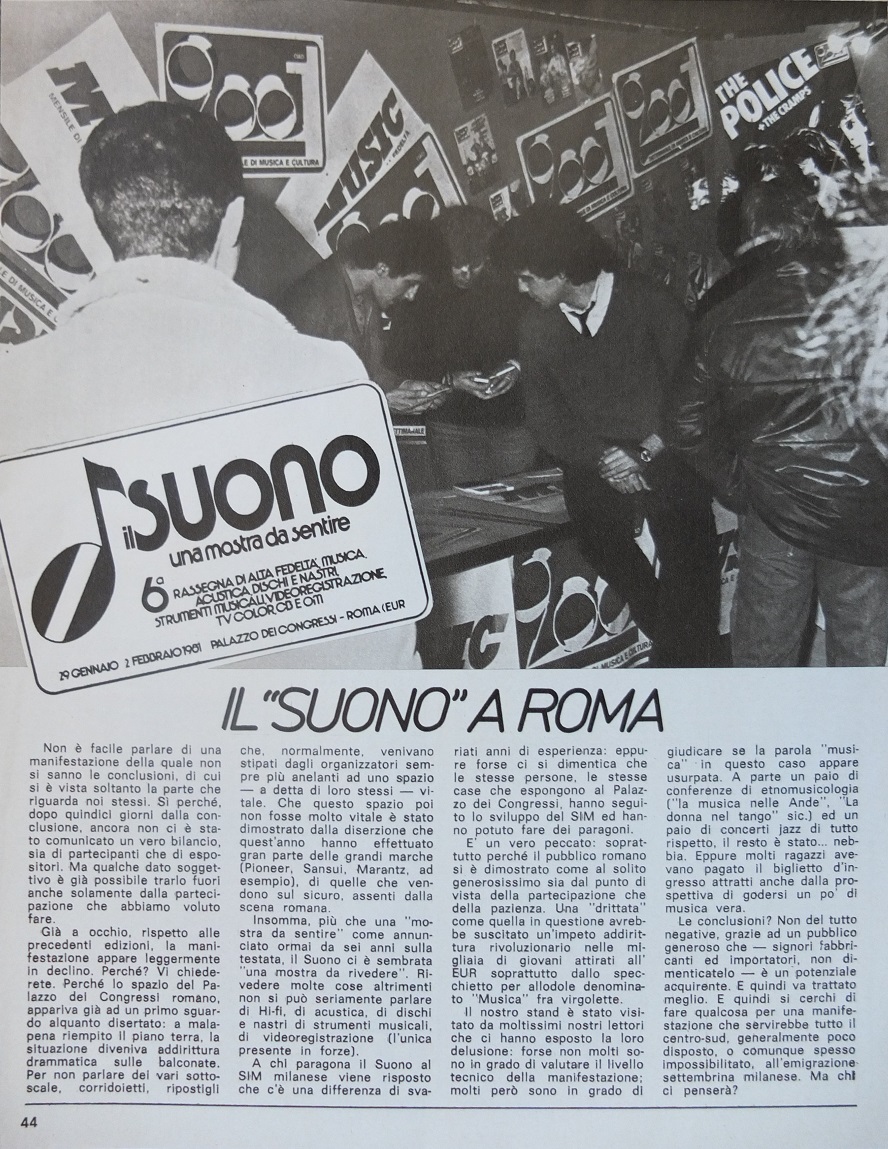 MENSILE DI
900
LE DI MUSICA E CULTURA
MUSIC
900
900
900
THE
POLICE
+ THE CRAMPS
LE DI MUSICA E
900
DI MUSICA E CULTURA
il SUONO
una mostra da sentire
6ª RASSEGNA DI ALTA FEDELTA', MUSICA,
ACUSTICA, DISCHI E NASTRI,
STRUMENTI MUSICALI, VIDEOREGISTRAZIONE,
TV COLOR, CB E OM
29 GENNAIO 2 FEBBRAIO 1981 PALAZZO DEI CONGRESSI - ROMA (EUR
IL "SUONO" A ROMA
Non è facile parlare di una
manifestazione della quale non
si sanno le conclusioni, di cui
si è vista soltanto la parte che
riguarda noi stessi. Sì perché,
dopo quindici giorni dalla con-
clusione, ancora non ci è sta-
to comunicato un vero bilancio,
sia di partecipanti che di espo-
sitori. Ma qualche dato sogget-
tivo è già possibile trarlo fuori
anche solamente dalla parteci-
pazione che abbiamo voluto
fare.
Già a occhio, rispetto alle
precedenti edizioni, la mani-
festazione appare leggermente
in declino. Perché? Vi chiede-
rete. Perché lo spazio del Pa-
lazzo dei Congressi romano,
appariva già ad un primo sguar-
do alquanto disertato: a mala-
pena riempito il piano terra, la
situazione diveniva addirittura
drammatica sulle balconate.
Per non parlare dei vari sotto-
scale, corridoietti, ripostigli
che, normalmente, venivano
stipati dagli organizzatori sem-
pre più anelanti ad uno spazio
— a detta di loro stessi — vi-
tale. Che questo spazio poi
non fosse molto vitale è stato
dimostrato dalla diserzione che
quest'anno hanno effettuato
gran parte delle grandi marche
(Pioneer, Sansui, Marantz, ad
esempio), di quelle che ven-
dono sul sicuro, assenti dalla
scena romana.
Insomma, più che una "mo-
stra da sentire" come annun-
ciato ormai da sei anni sulla
testata, il Suono ci è sembrata
"una mostra da rivedere". Ri-
vedere molte cose altrimenti
non si può seriamente parlare
di Hi-fi, di acustica, di dischi
e nastri di strumenti musicali,
di videoregistrazione (l'unica
presente in forze).
A chi paragona il Suono al
SIM milanese viene risposto
che c'è una differenza di sva-
riati anni di esperienza: eppu-
re forse ci si dimentica che
le stesse persone, le stesse
case che espongono al Palaz-
zo dei Congressi, hanno segui-
to lo sviluppo del SIM ed han-
no potuto fare dei paragoni.
E' un vero peccato: soprat-
tutto perché il pubblico romano
si è dimostrato come al solito
generosissimo sia dal punto di
vista della partecipazione che
della pazienza. Una "drittata"
come quella in questione avreb-
be suscitato un'impeto addirit-
tura rivoluzionario nelle mi-
gliaia di giovani attirati all'
EUR soprattutto dallo spec-
chietto per allodole denomina-
to "Musica" fra virgolette.
Il nostro stand è stato visi-
tato da moltissimi nostri lettori
che ci hanno esposto la loro
delusione: forse non molti so-
no in grado di valutare il livello
tecnico della manifestazione;
molti però sono in grado di
giudicare se la parola "musi-
ca" in questo caso appare
usurpata. A parte un paio di
conferenze di etnomusicologia
("la musica nelle Ande", "La
donna nel tango" sic.) ed un
paio di concerti jazz di tutto
rispetto, il resto è stato... neb-
bia. Eppure molti ragazzi ave-
vano pagato il biglietto d'in-
gresso attratti anche dalla pro-
spettiva di godersi un po' di
musica vera.
Le conclusioni? Non del tutto
negative, grazie ad un pubblico
generoso che — signori fabbri-
canti ed importatori, non di-
menticatelo — è un potenziale
acquirente. E quindi va trattato
meglio. E quindi si cerchi di
fare qualcosa per una manife-
stazione che servirebbe tutto il
centro-sud, generalmente poco
disposto, o comunque spesso
impossibilitato, all'emigrazione
settembrina milanese. Ma chi
ci penserà?
44